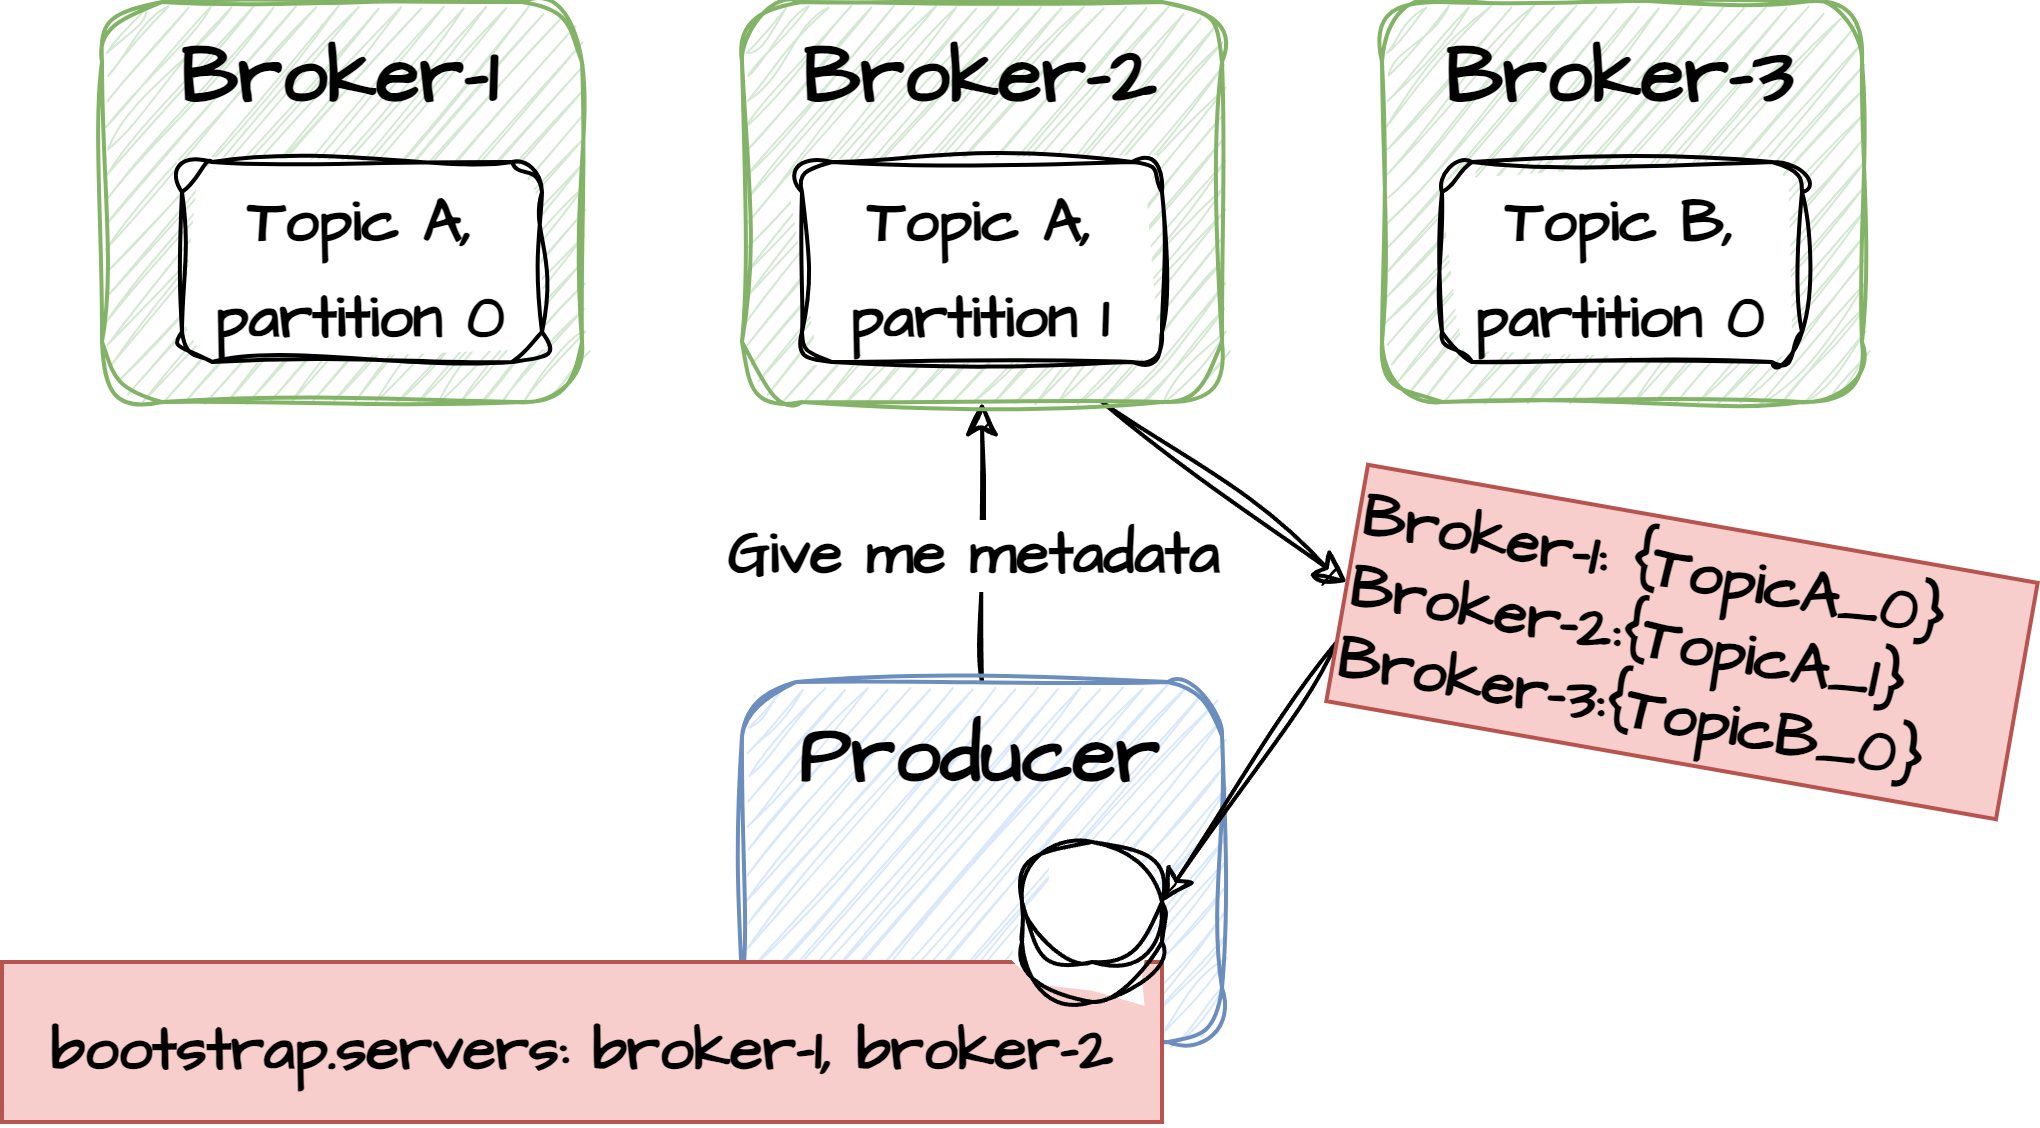 Broker-1
Topic A,
partition 0
Broker-2
Topic A,
partition 1
Broker-3
Topic B,
partition 0
Give me metadata
Broker-1: {TopicA_0}
Broker-2:{TopicA_1}
Broker-3:{TopicB_0}
Producer
bootstrap.servers: broker-1, broker-2